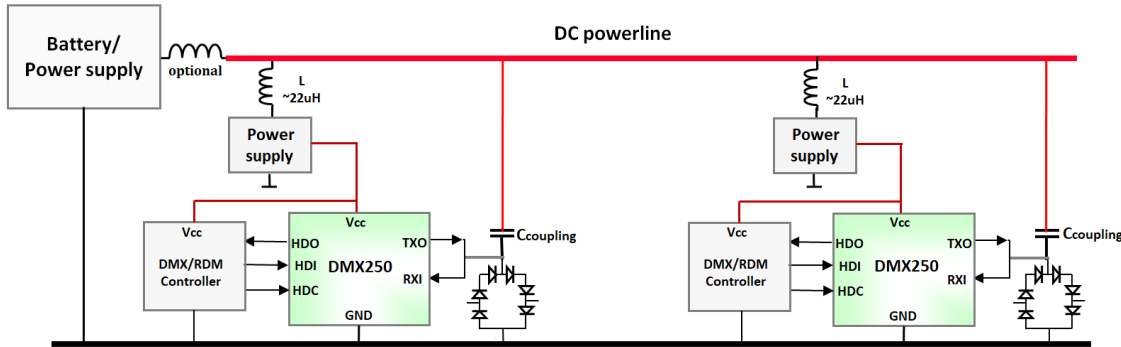 Battery/
Power supply
optional
DC powerline
L
~22uH
Power
supply
Vcc
DMX/RDM
Controller
HDO
HDI
HDC
Vcc
DMX250
TXO
RXI
GND
Ccoupling
L
~22uH
Power
supply
Vcc
DMX/RDM
Controller
HDO
HDI
HDC
Vcc
DMX250
TXO
RXI
GND
Ccoupling